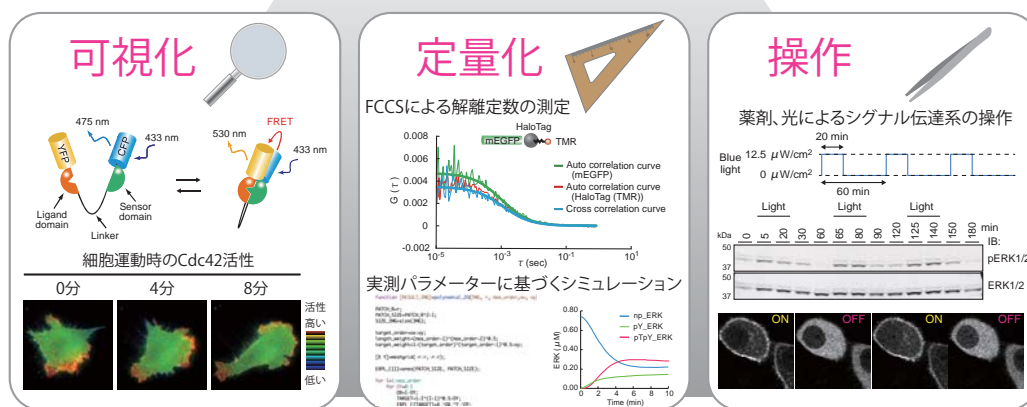 可視化
475 nm
433 nm
YFP
CFP
530 nm
FRET
433 nm
Ligand
domain
Sensor
domain
Linker
細胞運動時のCdc42活性
0分
4分
8分
活性
高い
低い
定量化
FCCSによる解離定数の測定
HaloTag
mEGFP
TMR
0.008
0.006
0.004
0.002
0
-0.002
G (τ)
Auto correlation curve
(mEGFP)
Auto correlation curve
(HaloTag (TMR))
Cross correlation curve
10-5
10-3
10-1
101
τ (sec)
実測パラメーターに基づくシミュレーション
PATCH_SIZE=PATCH_R*2-1;
0.80
0.60
0.40
0.20
0.00
ERK (μM)
np_ERK
pY_ERK
pTpY_ERK
0 2 4 6 8 10
Time (min)
操作
薬剤、光によるシグナル伝達系の操作
20 min
Blue
light
12.5 μW/cm2
0 μW/cm2
60 min
Light
Light
Light
kDa
0 5 20 30 60 65 80 90 120 125 140 150 180
min
IB:
50
37
pERK1/2
50
37
ERK1/2
ON
OFF
ON
OFF